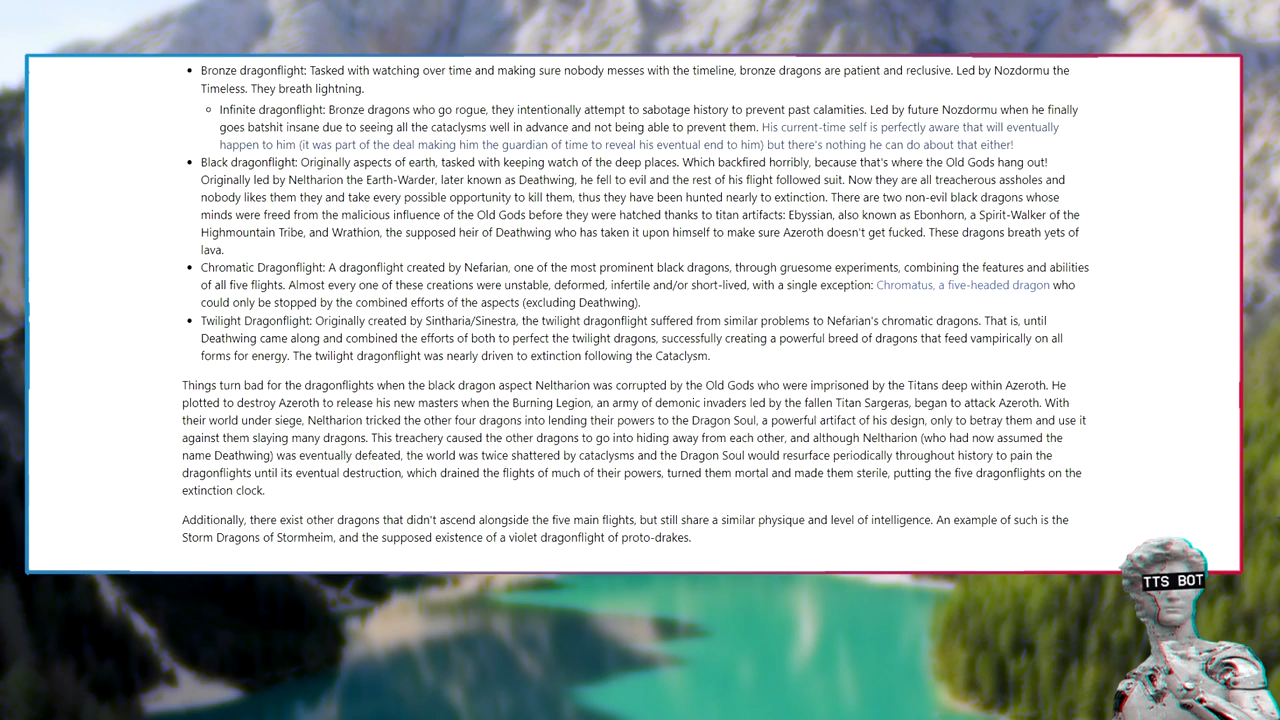 • Bronze dragonflight: Tasked with watching over time and making sure nobody messes with the timeline, bronze dragons are patient and reclusive. Led by Nozdormu the
Timeless. They breath lightning.
◦ Infinite dragonflight: Bronze dragons who go rogue, they intentionally attempt to sabotage history to prevent past calamities. Led by future Nozdormu when he finally
goes batshit insane due to seeing all the cataclysms well in advance and not being able to prevent them. His current-time self is perfectly aware that will eventually
happen to him (it was part of the deal making him the guardian of time to reveal his eventual end to him) but there's nothing he can do about that either!
• Black dragonflight: Originally aspects of earth, tasked with keeping watch of the deep places. Which backfired horribly, because that's where the Old Gods hang out!
Originally led by Neltharion the Earth-Warder, later known as Deathwing, he fell to evil and the rest of his flight followed suit. Now they are all treacherous assholes and
nobody likes them they and take every possible opportunity to kill them, thus they have been hunted nearly to extinction. There are two non-evil black dragons whose
minds were freed from the malicious influence of the Old Gods before they were hatched thanks to titan artifacts: Ebyssian, also known as Ebonhorn, a Spirit-Walker of the
Highmountain Tribe, and Wrathion, the supposed heir of Deathwing who has taken it upon himself to make sure Azeroth doesn't get fucked. These dragons breath yets of
lava.
• Chromatic Dragonflight: A dragonflight created by Nefarian, one of the most prominent black dragons, through gruesome experiments, combining the features and abilities
of all five flights. Almost every one of these creations were unstable, deformed, infertile and/or short-lived, with a single exception: Chromatus, a five-headed dragon who
could only be stopped by the combined efforts of the aspects (excluding Deathwing).
• Twilight Dragonflight: Originally created by Sintharia/Sinestra, the twilight dragonflight suffered from similar problems to Nefarian's chromatic dragons. That is, until
Deathwing came along and combined the efforts of both to perfect the twilight dragons, successfully creating a powerful breed of dragons that feed vampirically on all
forms for energy. The twilight dragonflight was nearly driven to extinction following the Cataclysm.
Things turn bad for the dragonflights when the black dragon aspect Neltharion was corrupted by the Old Gods who were imprisoned by the Titans deep within Azeroth. He
plotted to destroy Azeroth to release his new masters when the Burning Legion, an army of demonic invaders led by the fallen Titan Sargeras, began to attack Azeroth. With
their world under siege, Neltharion tricked the other four dragons into lending their powers to the Dragon Soul, a powerful artifact of his design, only to betray them and use it
against them slaying many dragons. This treachery caused the other dragons to go into hiding away from each other, and although Neltharion (who had now assumed the
name Deathwing) was eventually defeated, the world was twice shattered by cataclysms and the Dragon Soul would resurface periodically throughout history to pain the
dragonflights until its eventual destruction, which drained the flights of much of their powers, turned them mortal and made them sterile, putting the five dragonflights on the
extinction clock.
Additionally, there exist other dragons that didn't ascend alongside the five main flights, but still share a similar physique and level of intelligence. An example of such is the
Storm Dragons of Stormheim, and the supposed existence of a violet dragonflight of proto-drakes.
TTS BOT